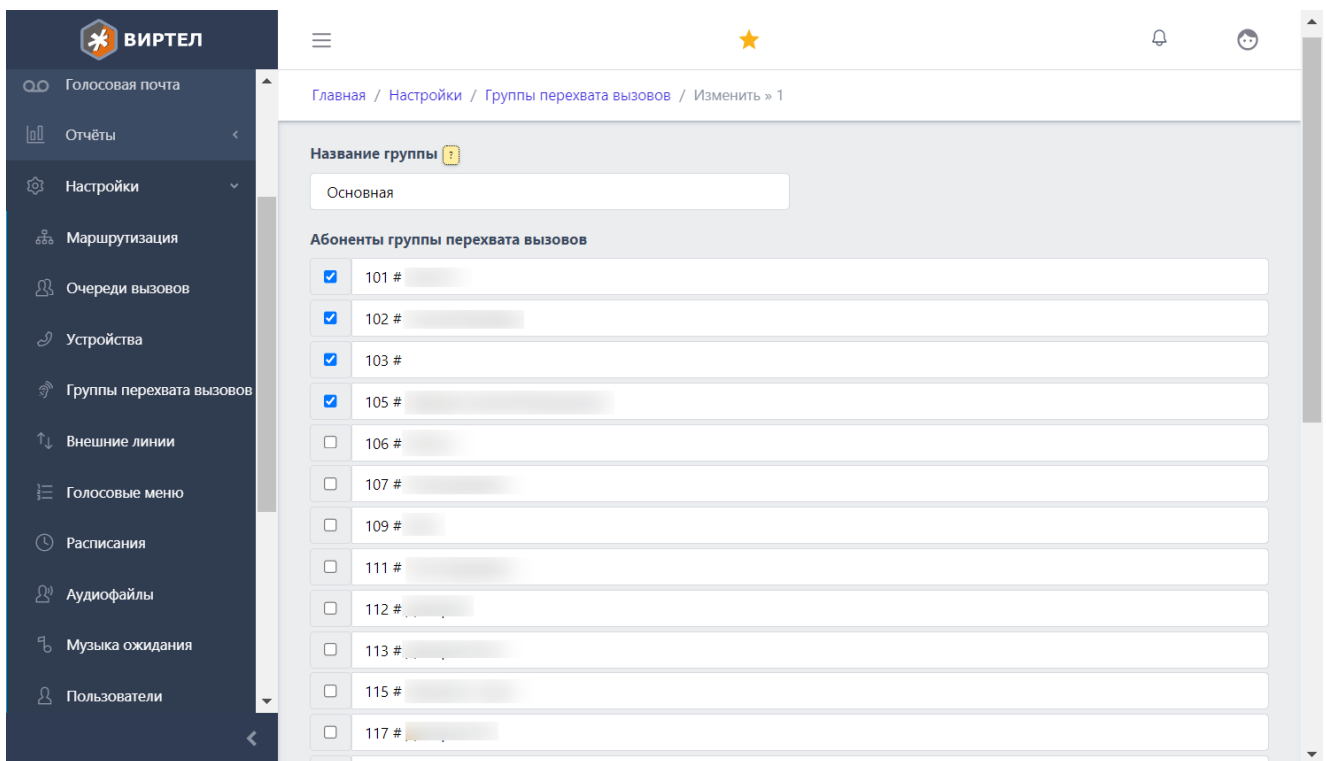 ВИРТЕЛ
Голосовая почта
Отчёты
Настройки
Маршрутизация
Очереди вызовов
Устройства
Группы перехвата вызовов
Внешние линии
Голосовые меню
Расписания
Аудиофайлы
Музыка ожидания
Пользователи
Главная / Настройки / Группы перехвата вызовов / Изменить » 1
Название группы ?
Основная
Абоненты группы перехвата вызовов
101 #
102 #
103 #
105 #
106 #
107 #
109 #
111 #
112 #
113 #
115 #
117 #